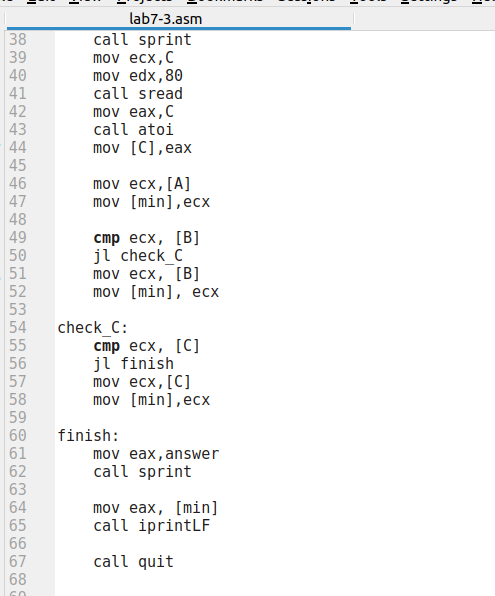 lab7-3.asm
38 call sprint
39 mov ecx,C
40 mov edx,80
41 call sread
42 mov eax,C
43 call atoi
44 mov [C],eax
45
46 mov ecx,[A]
47 mov [min],ecx
48
49 cmp ecx, [B]
50 jl check_C
51 mov ecx, [B]
52 mov [min], ecx
53
54 check_C:
55 cmp ecx, [C]
56 jl finish
57 mov ecx,[C]
58 mov [min],ecx
59
60 finish:
61 mov eax,answer
62 call sprint
63
64 mov eax, [min]
65 call iprintLF
66
67 call quit
68